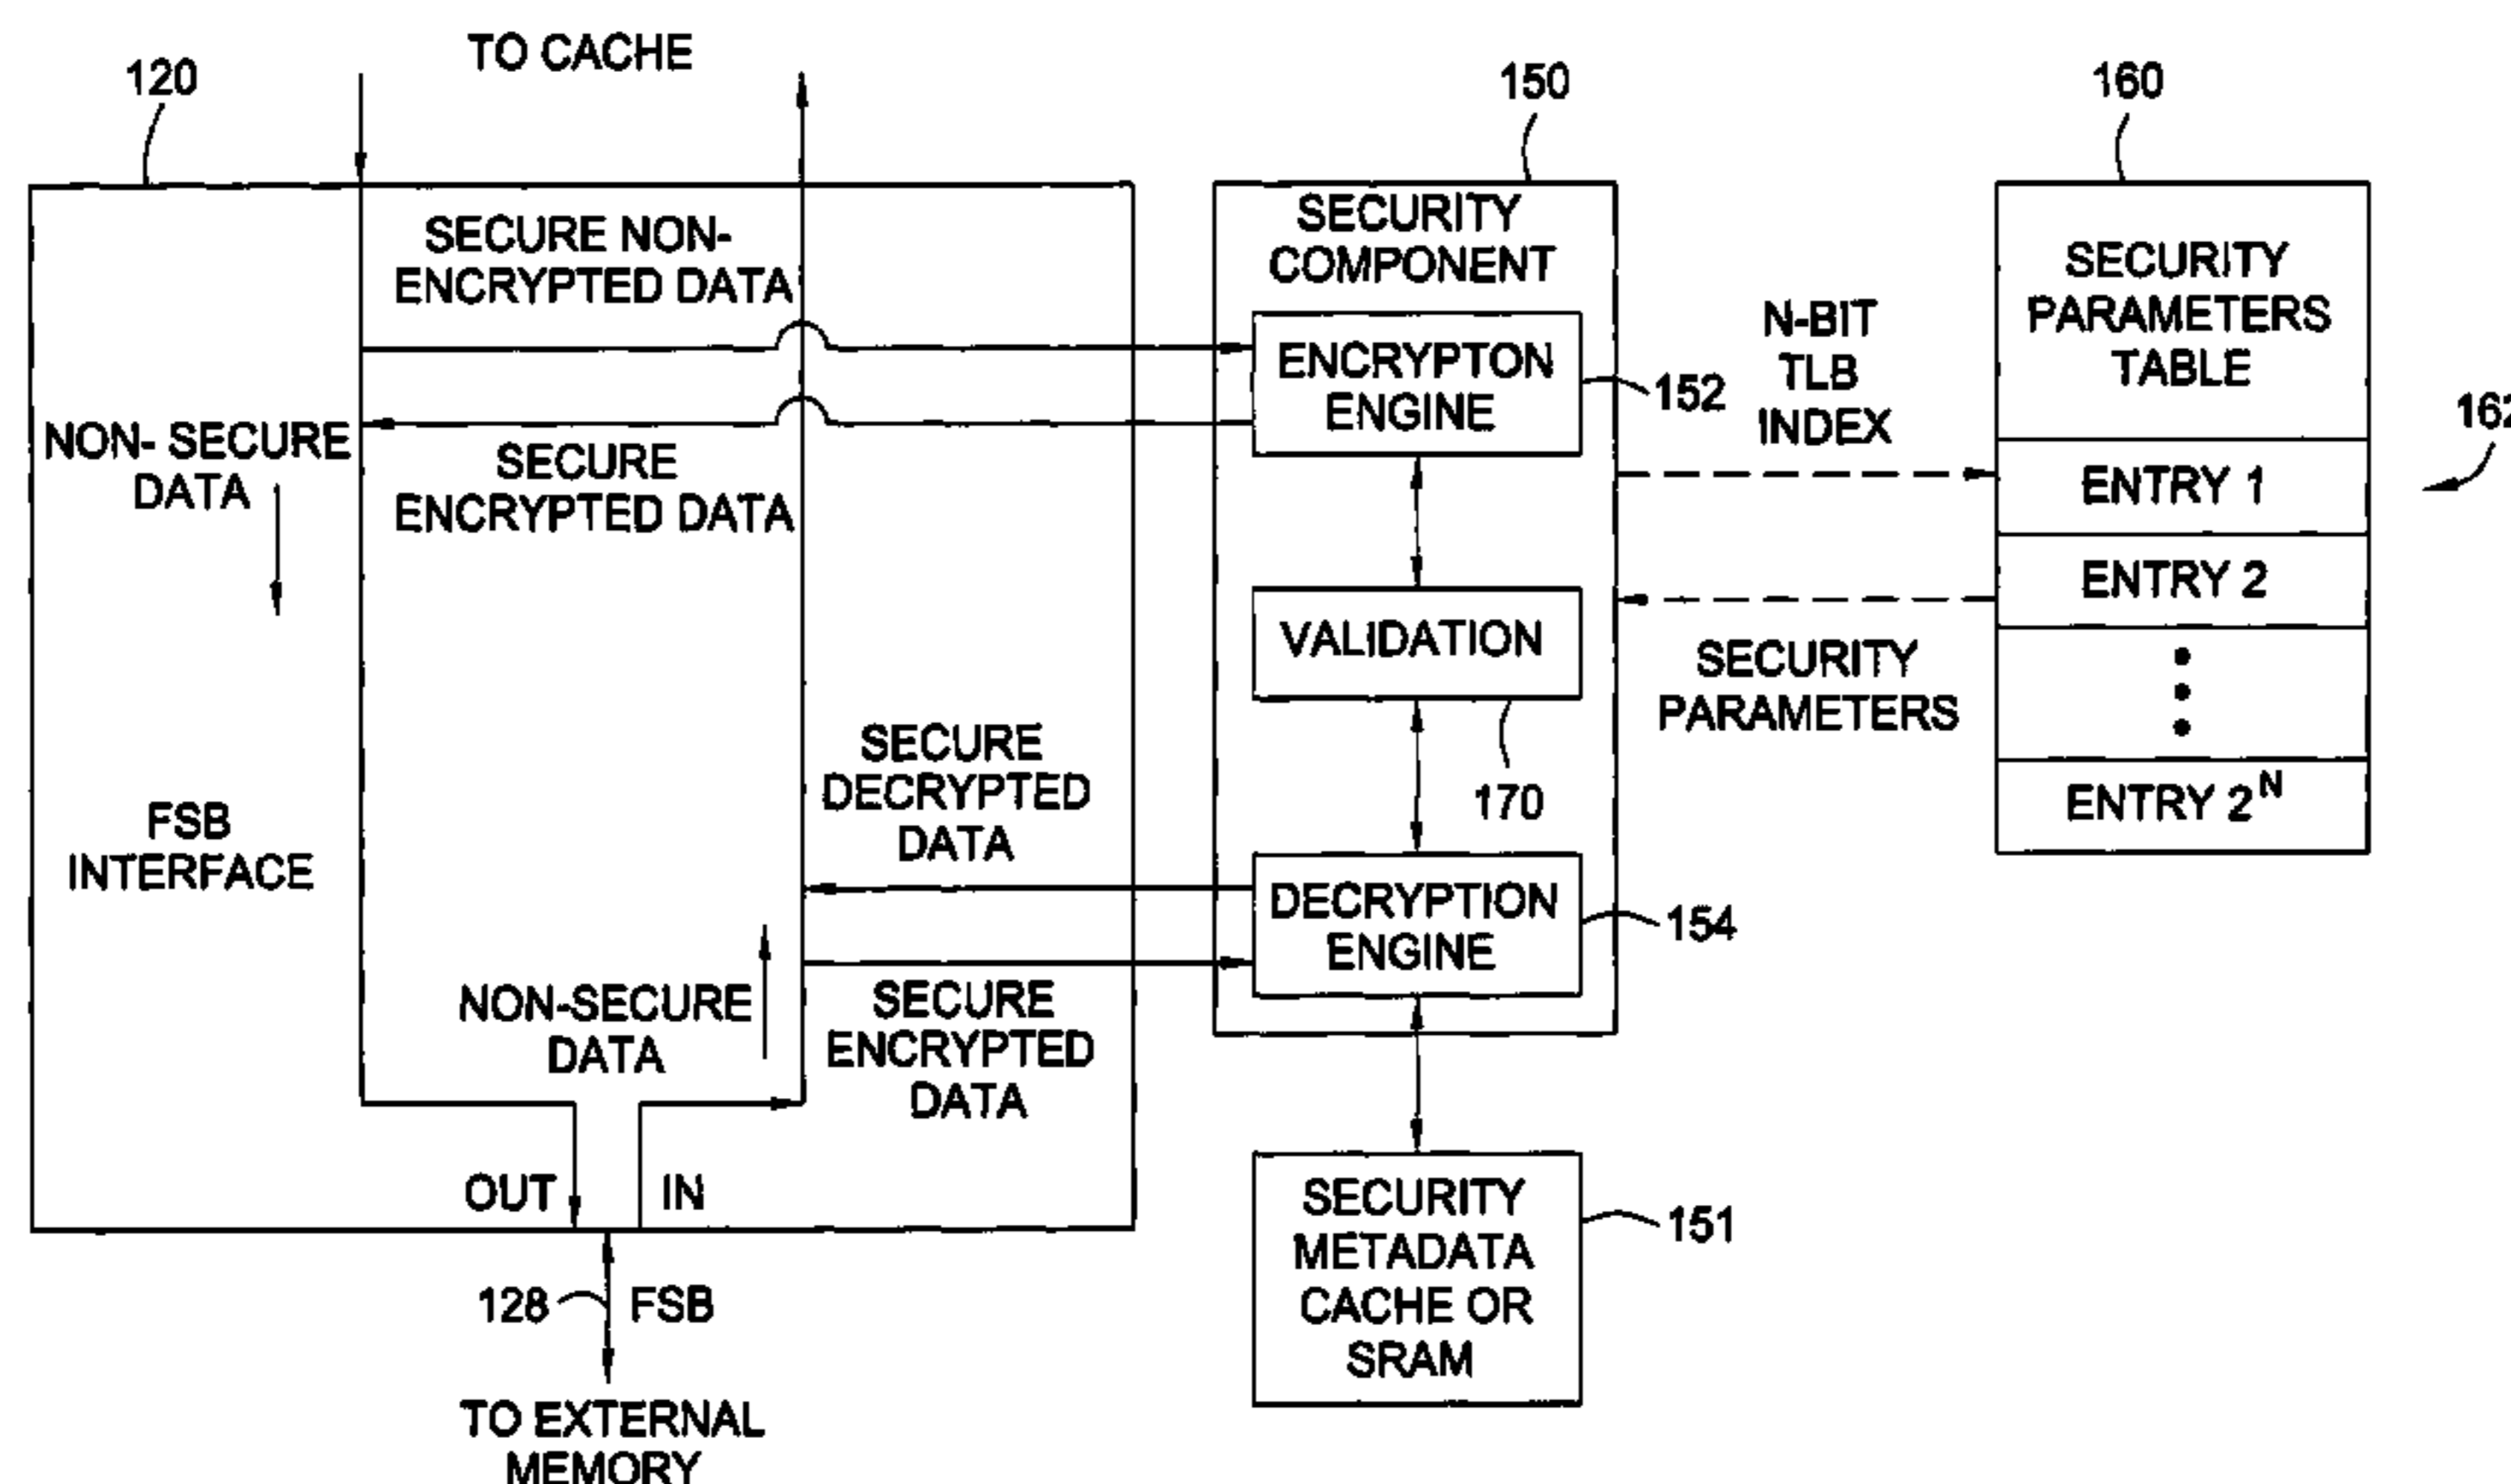 TO CACHE
120
150
160
SECURE NON-
ENCRYPTED DATA
SECURITY
COMPONENT
SECURITY
PARAMETERS
TABLE
N-BIT
TLB
INDEX
ENCRYPTON
ENGINE
152
162
NON- SECURE
DATA
SECURE
ENCRYPTED DATA
ENTRY 1
ENTRY 2
VALIDATION
SECURITY
PARAMETERS
170
ENTRY 2^N
SECURE
DECRYPTED
DATA
FSB
INTERFACE
DECRYPTION
ENGINE
154
NON-SECURE
DATA
SECURE
ENCRYPTED
DATA
OUT
IN
SECURITY
METADATA
CACHE OR
SRAM
151
128
FSB
TO EXTERNAL
MEMORY